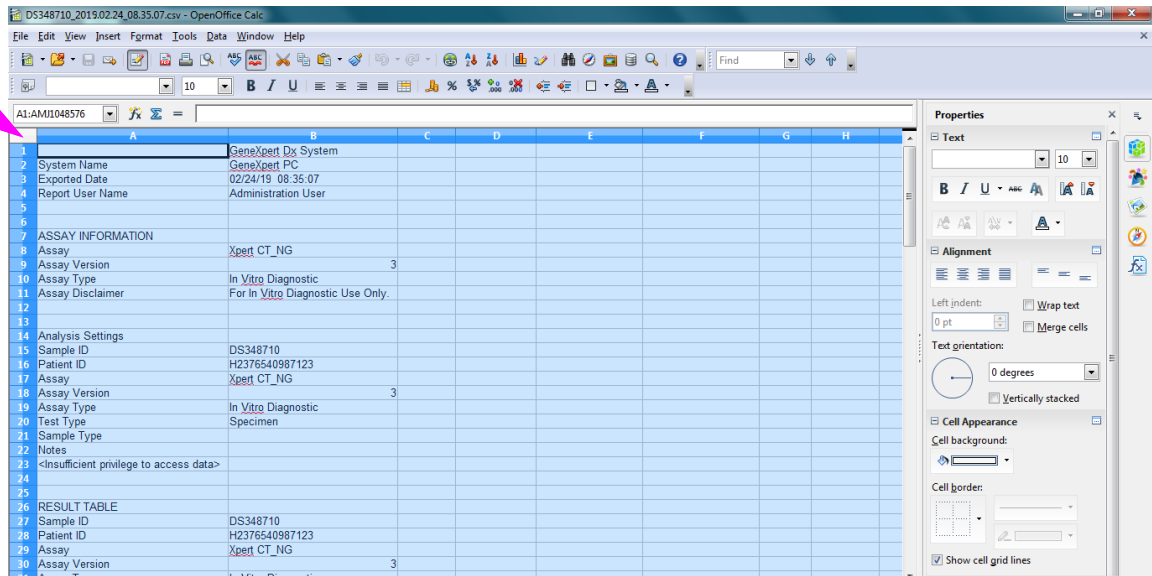 DS348710_2019.02.24_08.35.07.csv - OpenOffice Calc
File Edit View Insert Format Tools Data Window Help
Find
10 B I U
A1:AMJ1048576 fx Σ =
A B C D E F G H
1 GeneXpert Dx System
2 System Name GeneXpert PC
3 Exported Date 02/24/19 08:35:07
4 Report User Name Administration User
5
6
7 ASSAY INFORMATION
8 Assay Xpert CT_NG
9 Assay Version 3
10 Assay Type In Vitro Diagnostic
11 Assay Disclaimer For In Vitro Diagnostic Use Only.
12
13
14 Analysis Settings
15 Sample ID DS348710
16 Patient ID H2376540987123
17 Assay Xpert CT_NG
18 Assay Version 3
19 Assay Type In Vitro Diagnostic
20 Test Type Specimen
21 Sample Type
22 Notes
23 <Insufficient privilege to access data>
24
25
26 RESULT TABLE
27 Sample ID DS348710
28 Patient ID H2376540987123
29 Assay Xpert CT_NG
30 Assay Version 3
Properties
Text
10
B I U ABC
Alignment
Left indent: Wrap text
0 pt Merge cells
Text orientation:
0 degrees
Vertically stacked
Cell Appearance
Cell background:
Cell border:
Show cell grid lines